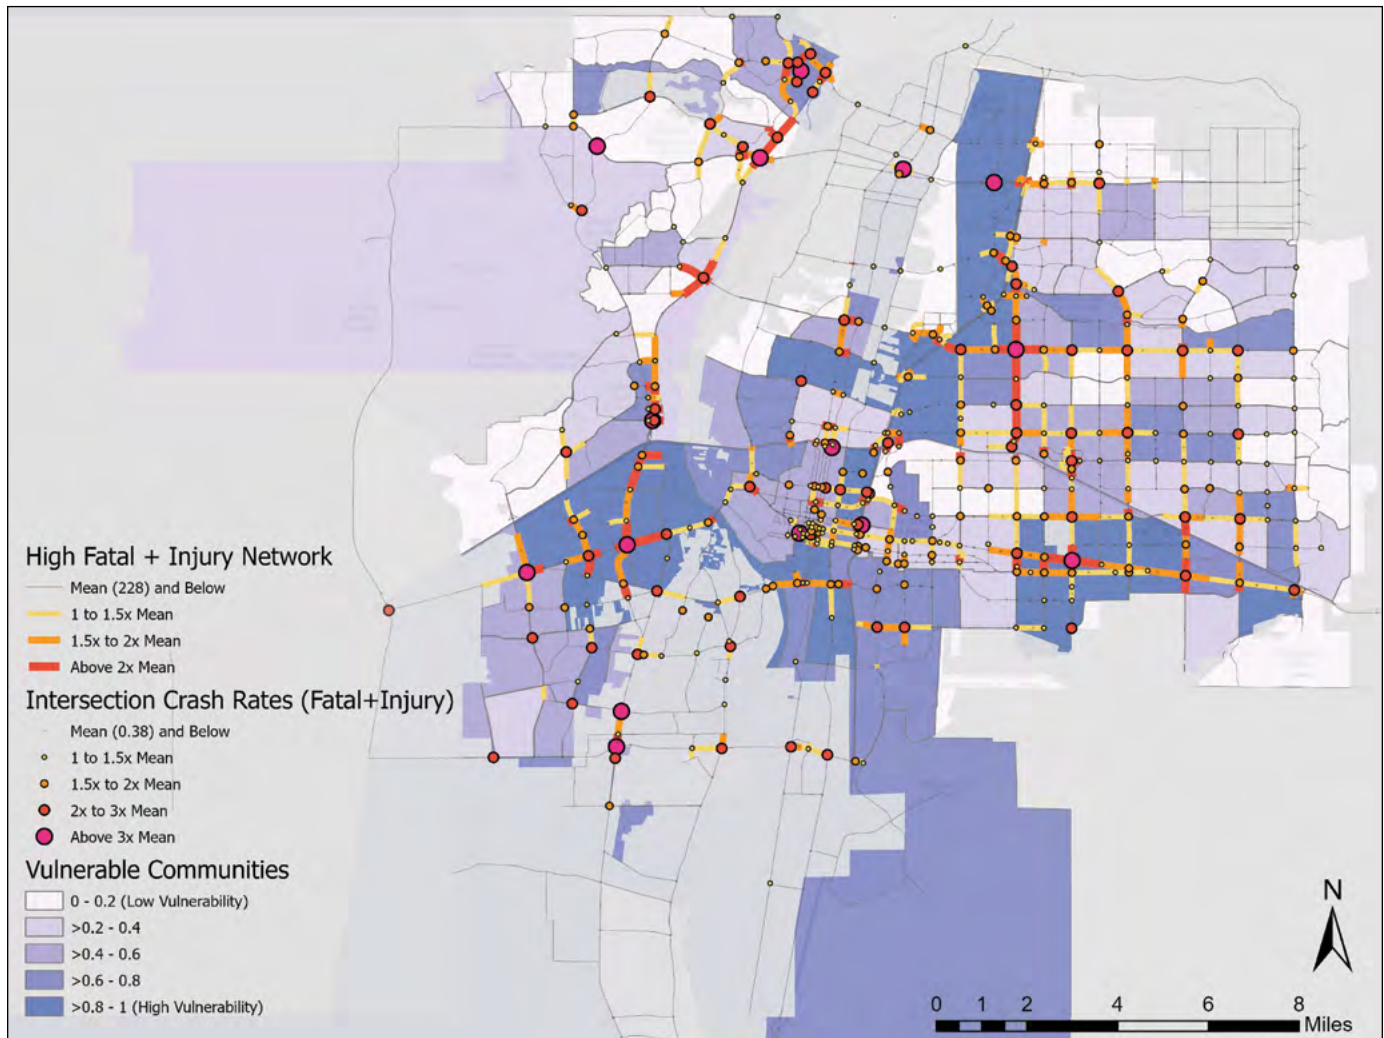 High Fatal + Injury Network
Mean (228) and Below
1 to 1.5x Mean
1.5x to 2x Mean
Above 2x Mean
Intersection Crash Rates (Fatal+Injury)
Mean (0.38) and Below
1 to 1.5x Mean
1.5x to 2x Mean
2x to 3x Mean
Above 3x Mean
Vulnerable Communities
0 - 0.2 (Low Vulnerability)
>0.2 - 0.4
>0.4 - 0.6
>0.6 - 0.8
>0.8 - 1 (High Vulnerability)
N
0 1 2 4 6 8
Miles